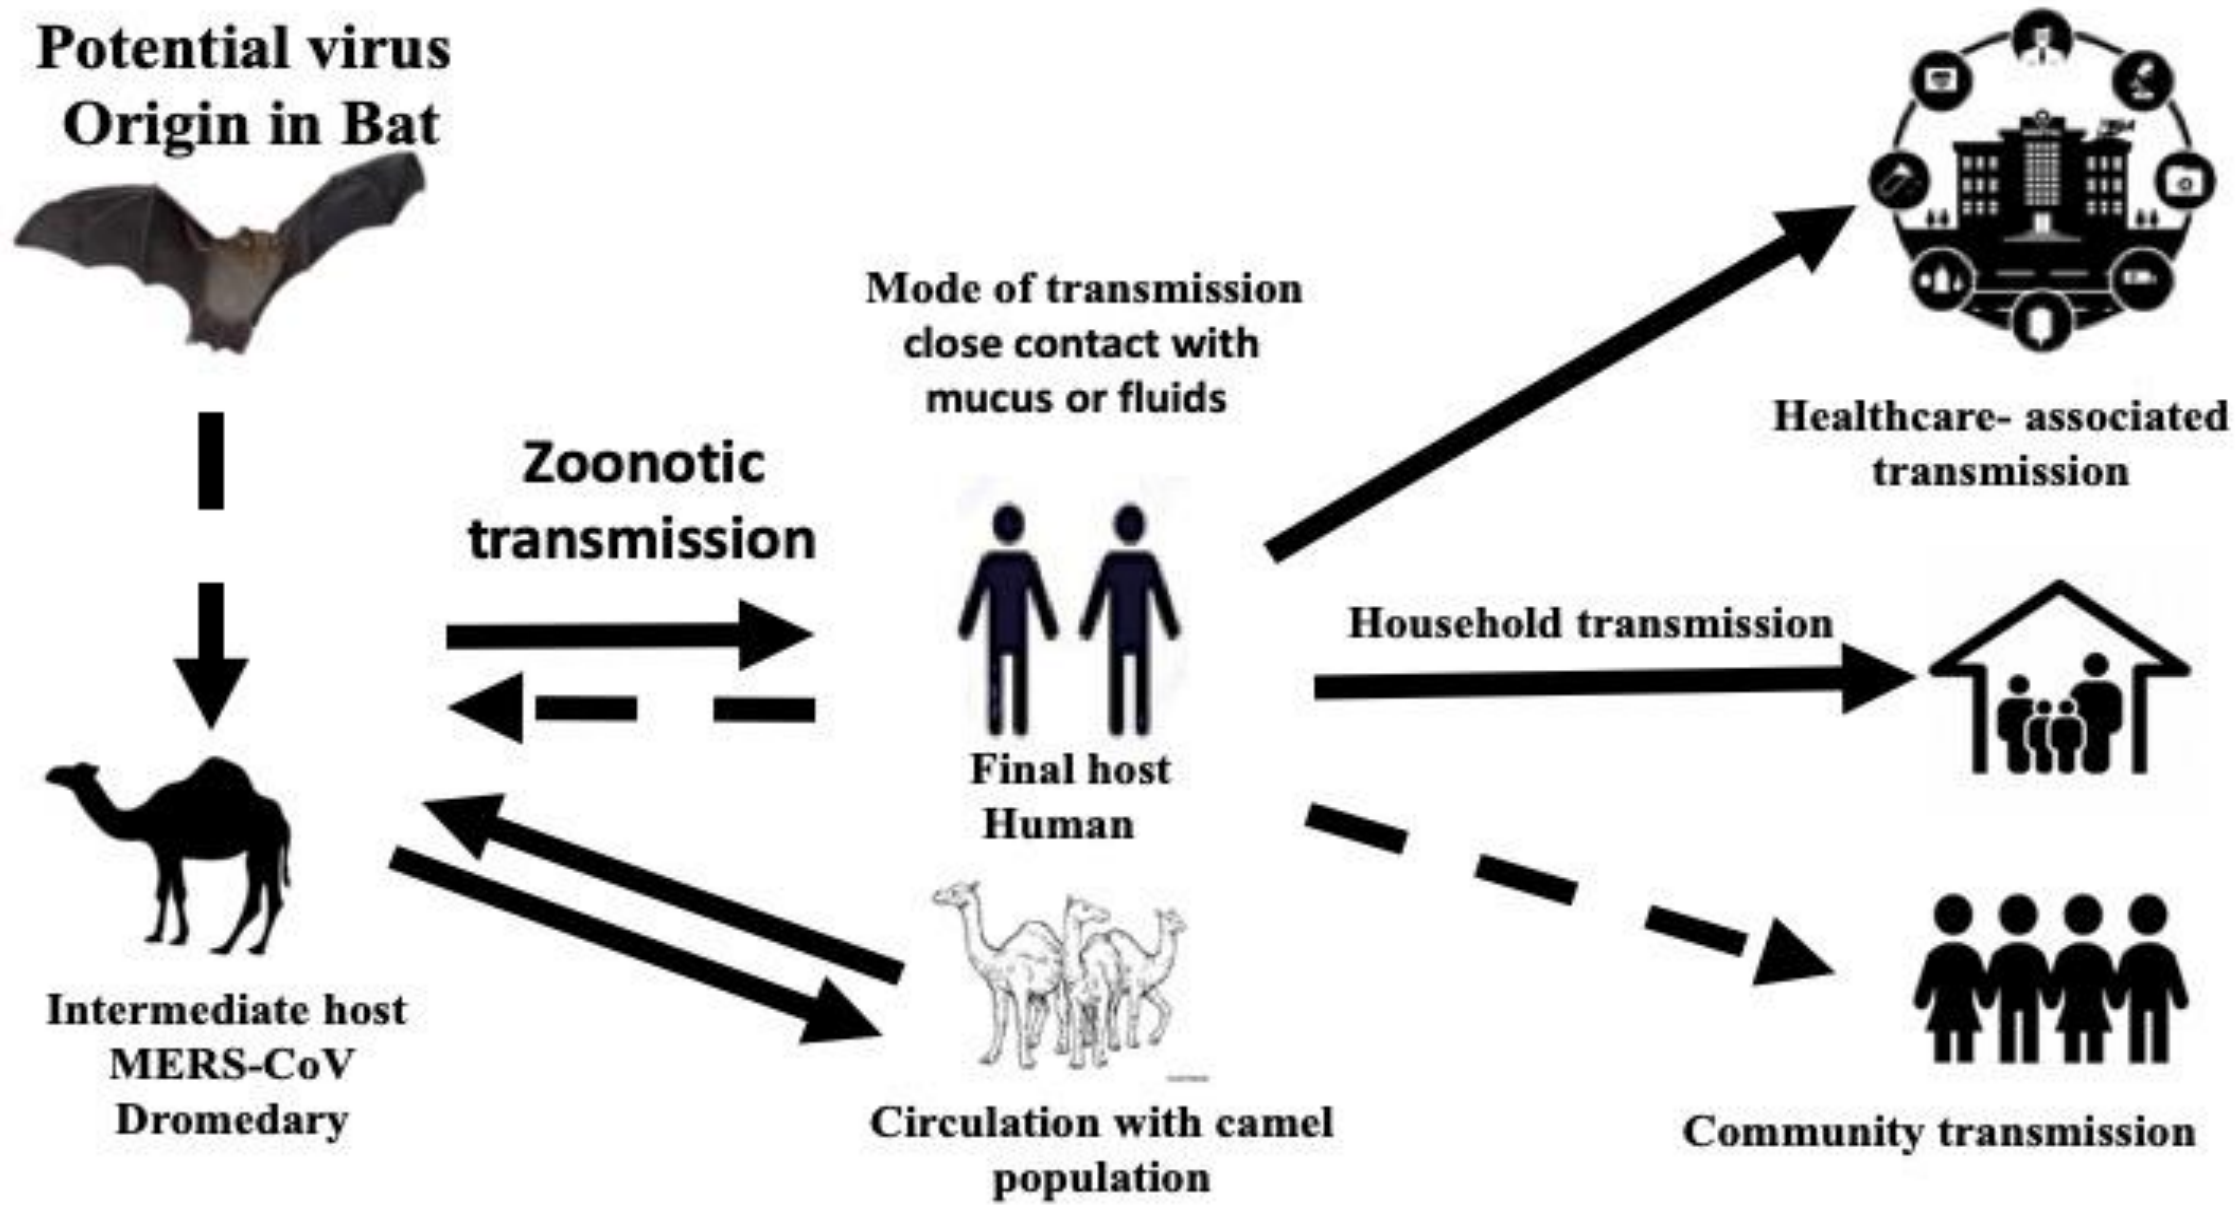 Potential virus
Origin in Bat
Mode of transmission
close contact with
mucus or fluids
Zoonotic
transmission
Healthcare- associated
transmission
Household transmission
Final host
Human
Intermediate host
MERS-CoV
Dromedary
Circulation with camel
population
Community transmission